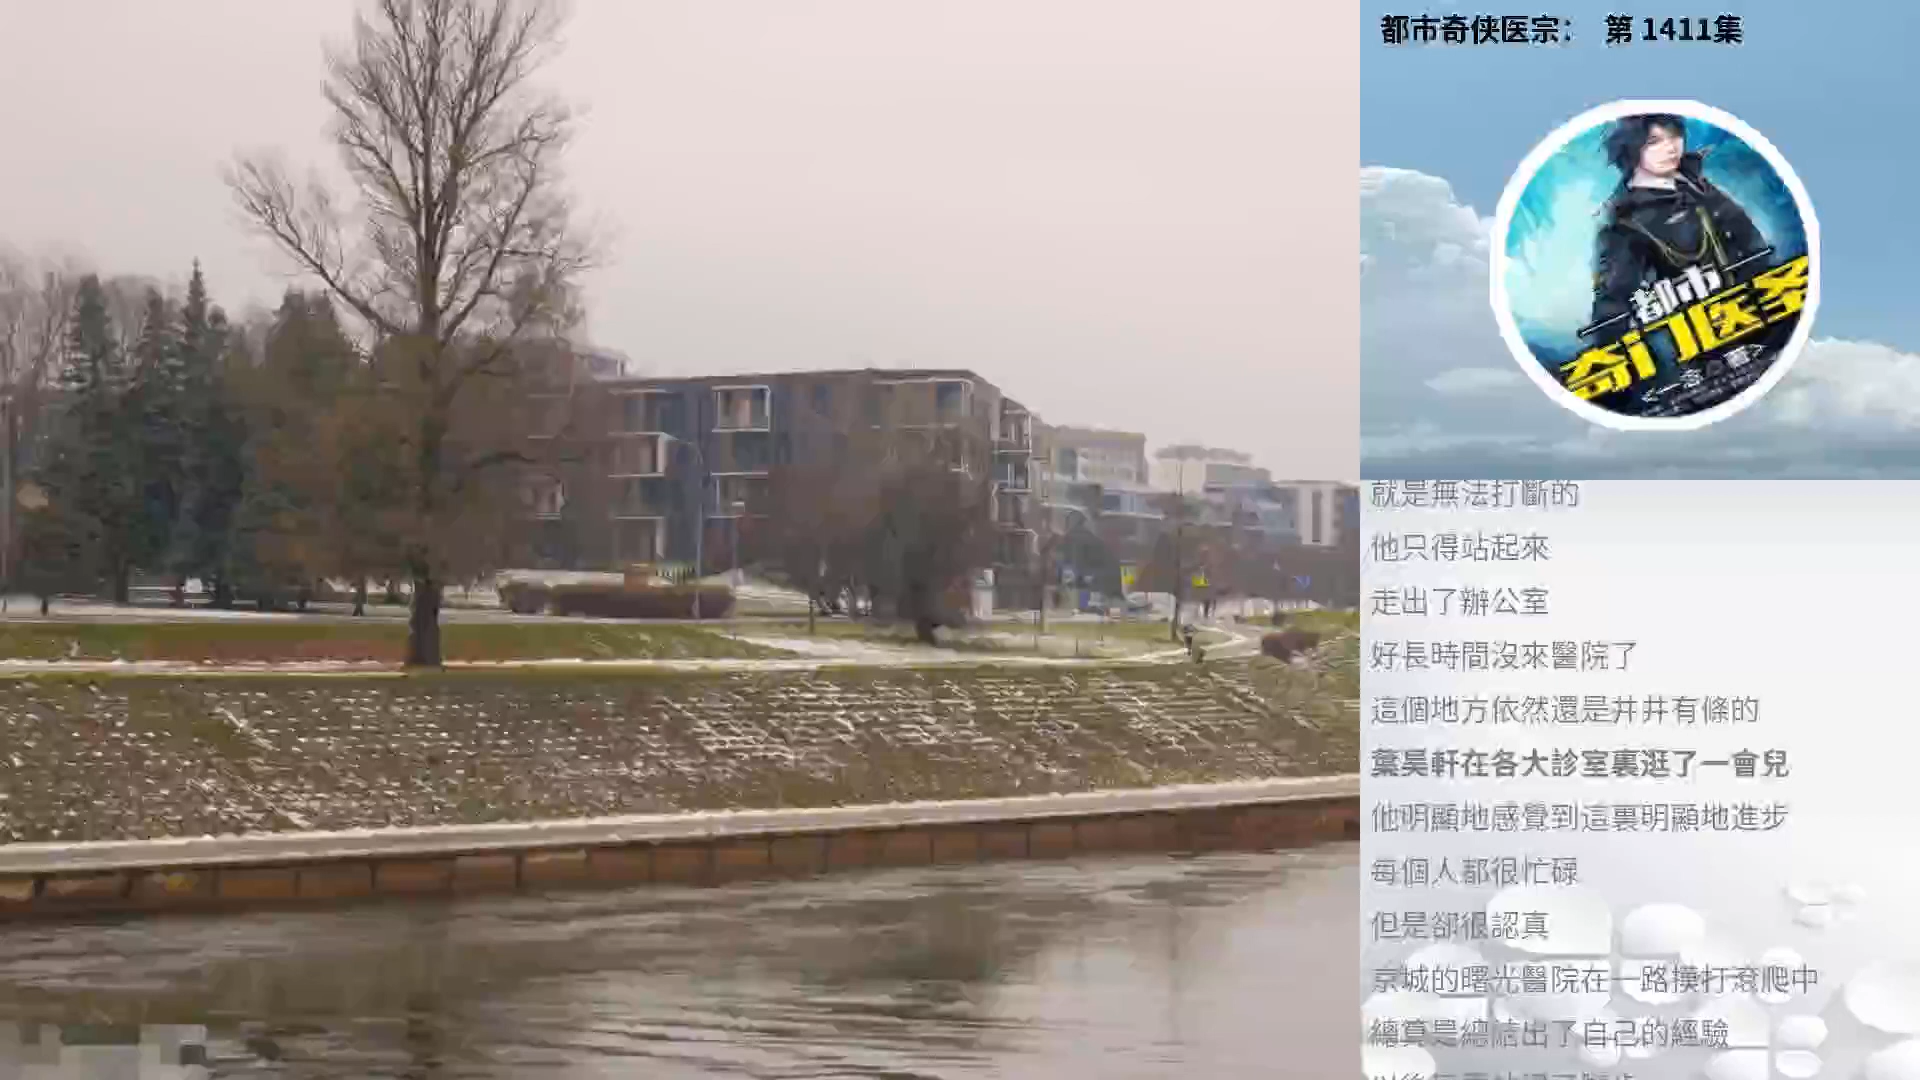 都市奇侠医宗： 第 1411集
都市
奇门医圣
就是無法打斷的
他只得站起來
走出了辦公室
好長時間沒來醫院了
這個地方依然還是井井有條的
葉昊軒在各大診室裏逛了一會兒
他明顯地感覺到這裏明顯地進步
每個人都很忙碌
但是卻很認真
京城的曙光醫院在一路摸打滾爬中
總算是總結出了自己的經驗